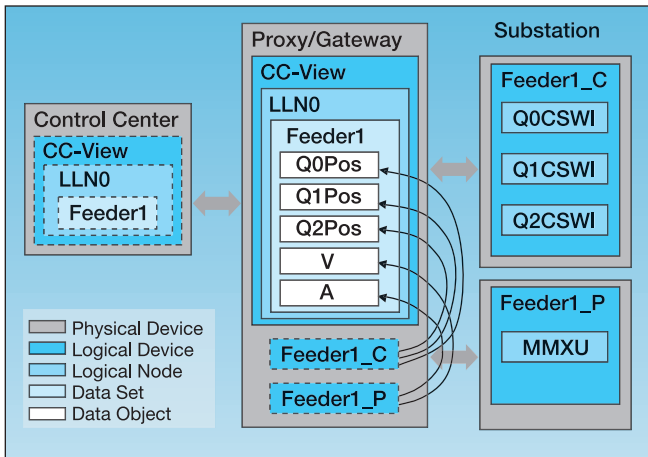 Control Center
CC-View
LLN0
Feeder1
Proxy/Gateway
CC-View
LLN0
Feeder1
Q0Pos
Q1Pos
Q2Pos
V
A
Feeder1_C
Feeder1_P
Substation
Feeder1_C
Q0CSWI
Q1CSWI
Q2CSWI
Feeder1_P
MMXU
Physical Device
Logical Device
Logical Node
Data Set
Data Object